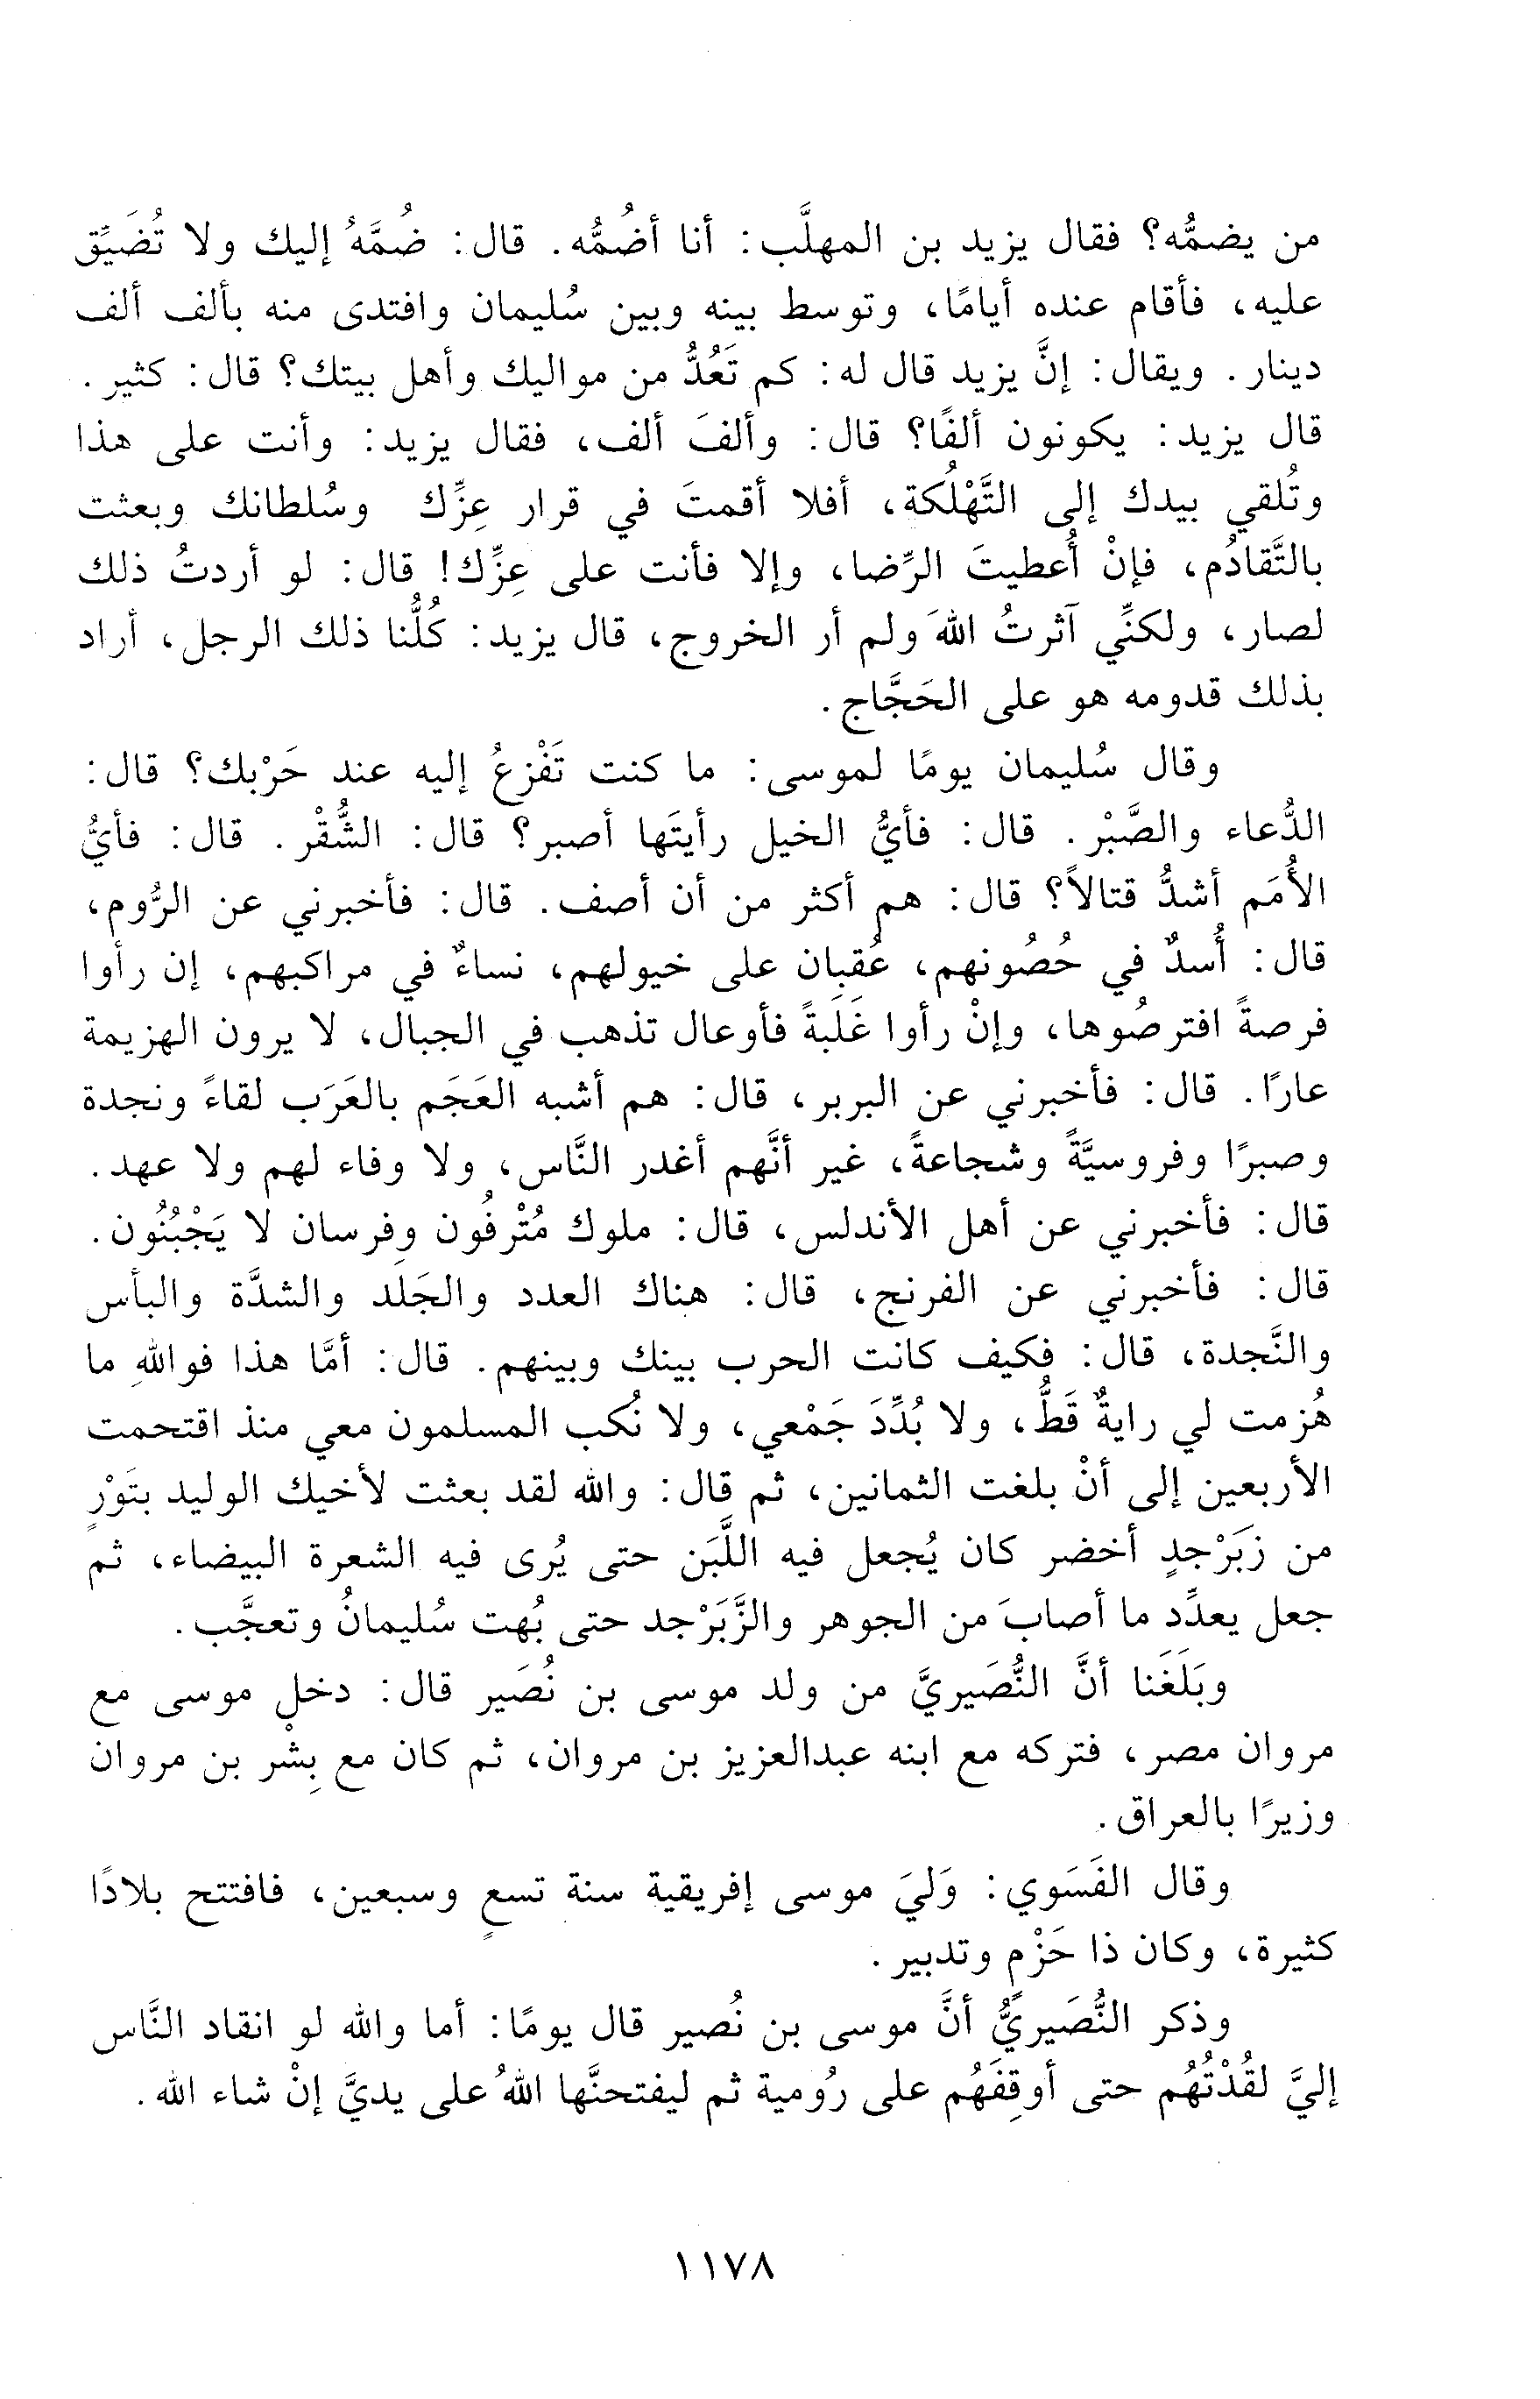 من يضمُّه؟ فقال يزيد بن المهلَّب: أنا أضُمُّه. قال: ضُمَّهُ إليك ولا تُضَيِّق
عليه، فأقام عنده أيامًا، وتوسط بينه وبين سُليمان وافتدى منه بألف ألف
دينار. ويقال: إنَّ يزيد قال له: كم تَعُدُّ من مواليك وأهل بيتك؟ قال: كثير.
قال يزيد: يكونون ألفًا؟ قال: وألفَ ألف، فقال يزيد: وأنت على هذا
وتُلقي بيدك إلى التَّهْلُكة، أفلا أقمتَ في قرار عِزِّك وسُلطانك وبعثت
بالتَّقادُم، فإنْ أُعطيتَ الرِّضا، وإلا فأنت على عِزِّك! قال: لو أردتُ ذلك
لصار، ولكنِّي آثرتُ اللهَ ولم أر الخروج، قال يزيد: كُلُّنا ذلك الرجل، أراد
بذلك قدومه هو على الحَجَّاج.
وقال سُليمان يومًا لموسى: ما كنت تَفْزعُ إليه عند حَرْبك؟ قال:
الدُّعاء والصَّبْر. قال: فأيُّ الخيل رأيتَها أصبر؟ قال: الشُّقْر. قال: فأيُّ
الأُمَم أشدُّ قتالاً؟ قال: هم أكثر من أن أصف. قال: فأخبرني عن الرُّوم،
قال: أُسدٌ في حُصُونهم، عُقبان على خيولهم، نساءٌ في مراكبهم، إن رأوا
فرصةً افترصُوها، وإنْ رأوا غَلَبةً فأوعال تذهب في الجبال، لا يرون الهزيمة
عارًا. قال: فأخبرني عن البربر، قال: هم أشبه العَجَم بالعَرَب لقاءً ونجدة
وصبرًا وفروسيَّةً وشجاعةً، غير أنَّهم أغدر النَّاس، ولا وفاء لهم ولا عهد.
قال: فأخبرني عن أهل الأندلس، قال: ملوك مُتْرفُون وفِرسان لا يَجْبُنُون.
قال: فأخبرني عن الفرنج، قال: هناك العدد والجَلَد والشدَّة والبأس
والنَّجدة، قال: فكيف كانت الحرب بينك وبينهم. قال: أمَّا هذا فواللهِ ما
هُزمت لي رايةٌ قَطُّ، ولا بُدِّدَ جَمْعي، ولا نُكب المسلمون معي منذ اقتحمت
الأربعين إلى أنْ بلغت الثمانين، ثم قال: والله لقد بعثت لأخيك الوليد بتَوْرٍ
من زبَرْجدٍ أخضر كان يُجعل فيه اللَّبَن حتى يُرى فيه الشعرة البيضاء، ثم
جعل يعدِّد ما أصابَ من الجوهر والزَّبَرْجد حتى بُهت سُليمانُ وتعجَّب.
وبَلَغَنا أنَّ النُّصَيريَّ من ولد موسى بن نُصَير قال: دخل موسى مع
مروان مصر، فتركه مع ابنه عبدالعزيز بن مروان، ثم كان مع بِشْر بن مروان
وزيرًا بالعراق.
وقال الفَسَوي: وَليَ موسى إفريقية سنة تسعٍ وسبعين، فافتتح بلادًا
كثيرة، وكان ذا حَزْمٍ وتدبير.
وذكر النُّصَيريُّ أنَّ موسى بن نُصير قال يومًا: أما والله لو انقاد النَّاس
إليَّ لقُدْتُهُم حتى أوقِفَهُم على رُومية ثم ليفتحنَّها اللهُ على يديَّ إنْ شاء الله.
١١٧٨